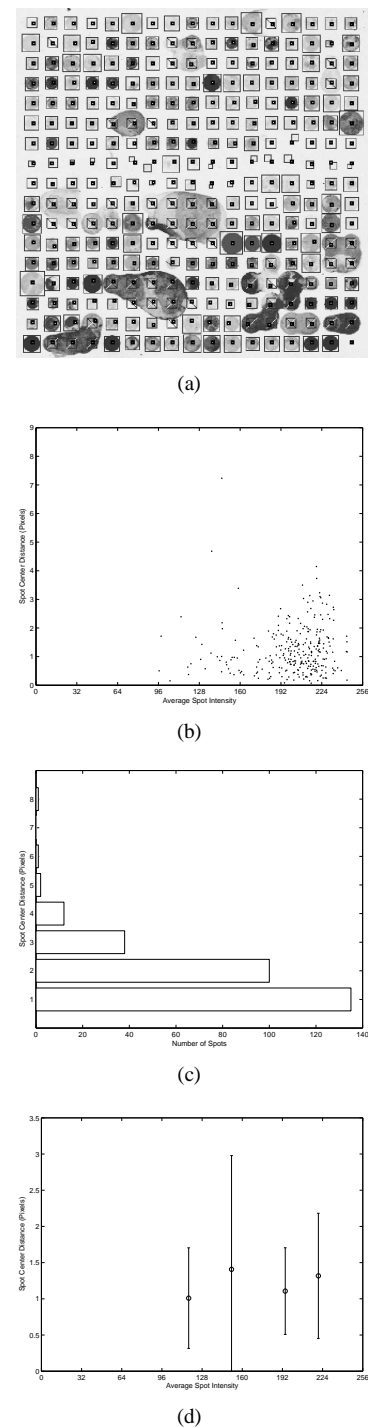 (a)
9
8
7
6
5
4
3
2
1
0
Spot Center Distance (Pixels)
0 32 64 96 128 160 192 224 256
Average Spot Intensity
(b)
8
7
6
5
4
3
2
1
Spot Center Distance (Pixels)
0 20 40 60 80 100 120 140
Number of Spots
(c)
3.5
3
2.5
2
1.5
1
0.5
0
Spot Center Distance (Pixels)
0 32 64 96 128 160 192 224 256
Average Spot Intensity
(d)